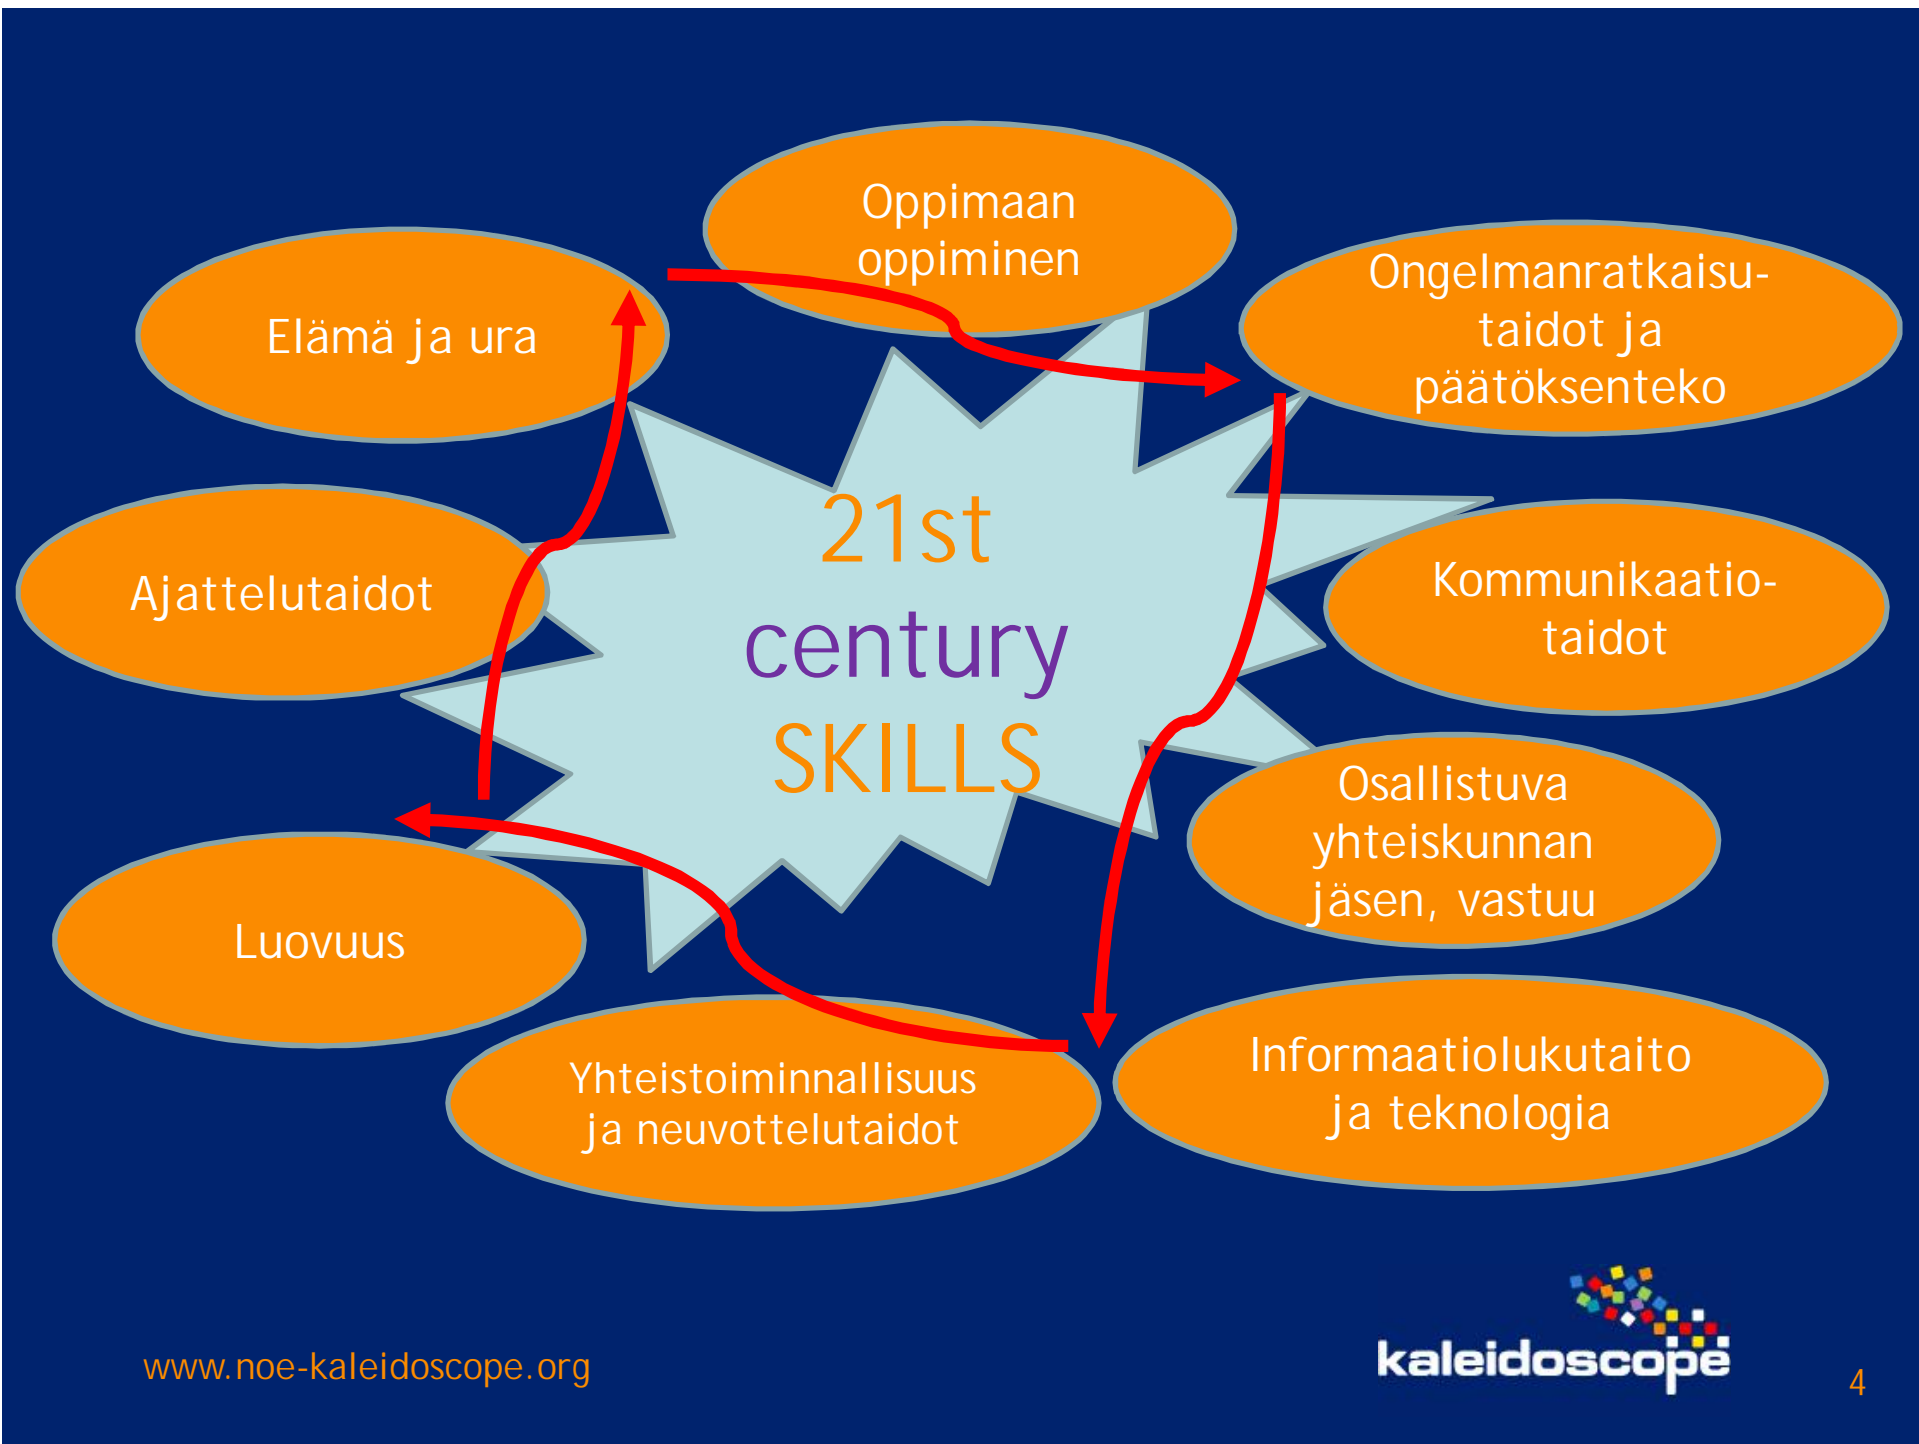 Oppimaan
oppiminen
Ongelmanratkaisu-
taidot ja
päätöksenteko
Elämä ja ura
21st
century
SKILLS
Ajattelutaidot
Kommunikaatio-
taidot
Osallistuva
yhteiskunnan
jäsen, vastuu
Luovuus
Yhteistoiminnallisuus
ja neuvottelutaidot
Informaatiolukutaito
ja teknologia
www.noe-kaleidoscope.org
kaleidoscope
4